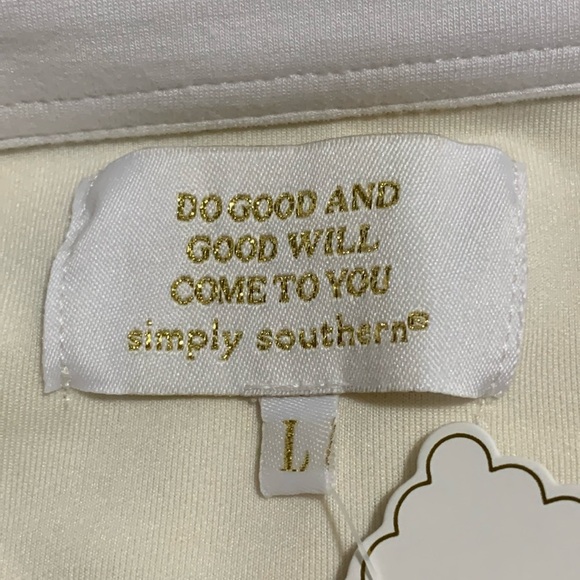 DO GOOD AND
GOOD WILL
COME TO YOU
simply southern®
L